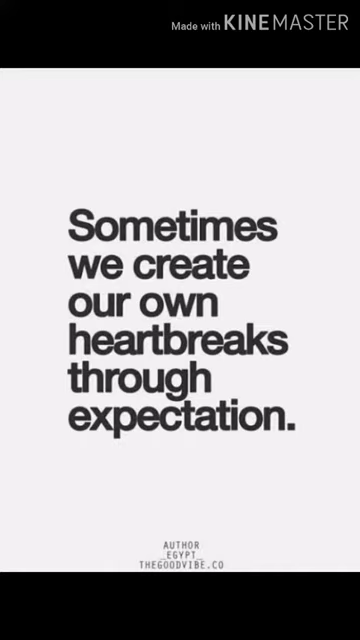 Made with KINEMASTER
Sometimes
we create
our own
heartbreaks
through
expectation.
AUTHOR
_EGYPT_
THEGOODVIBE.CO